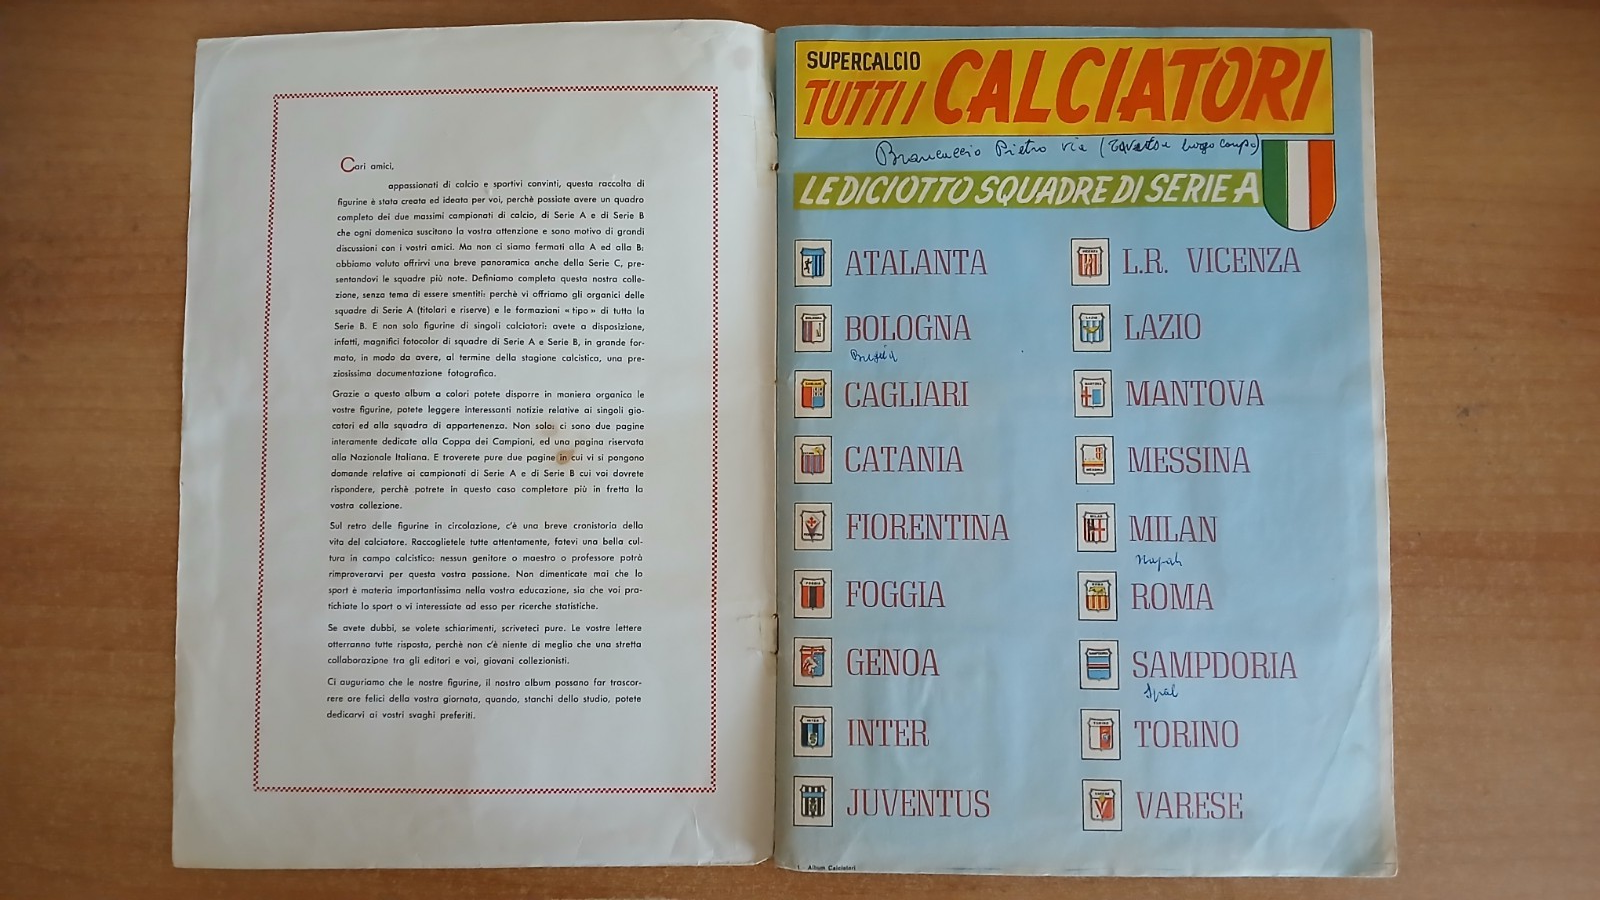 Cari amici,
appassionati di calcio e sportivi convinti, questa raccolta di
figurine è stata creata ed ideata per voi, perchè possiate avere un quadro
completo dei due massimi campionati di calcio, di Serie A e di Serie B
che ogni domenica suscitano la vostra attenzione e sono motivo di grandi
discussioni con i vostri amici. Ma non ci siamo fermati alla A ed alla B:
abbiamo voluto offrirvi una breve panoramica anche della Serie C, pre-
sentandovi le squadre più note. Definiamo completa questa nostra colle-
zione, senza tema di essere smentiti: perchè vi offriamo gli organici delle
squadre di Serie A (titolari e riserve) e le formazioni «tipo» di tutta la
Serie B. E non solo figurine di singoli calciatori: avete a disposizione,
infatti, magnifici fotocolor di squadre di Serie A e Serie B, in grande for-
mato, in modo da avere, al termine della stagione calcistica, una pre-
ziosissima documentazione fotografica.
Grazie a questo album a colori potete disporre in maniera organica le
vostre figurine, potete leggere interessanti notizie relative ai singoli gio-
catori ed alla squadra di appartenenza. Non solo: ci sono due pagine
interamente dedicate alla Coppa dei Campioni, ed una pagina riservata
alla Nazionale Italiana. E troverete pure due pagine in cui vi si pongono
domande relative ai campionati di Serie A e di Serie B cui voi dovrete
rispondere, perchè potrete in questo caso completare più in fretta la
vostra collezione.
Sul retro delle figurine in circolazione, c'è una breve cronistoria della
vita del calciatore. Raccoglietele tutte attentamente, fatevi una bella cul-
tura in campo calcistico: nessun genitore o maestro o professore potrà
rimproverarvi per questa vostra passione. Non dimenticate mai che lo
sport è materia importantissima nella vostra educazione, sia che voi pra-
tichiate lo sport o vi interessiate ad esso per ricerche statistiche.
Se avete dubbi, se volete schiarimenti, scriveteci pure. Le vostre lettere
otterranno tutte risposta, perchè non c'è niente di meglio che una stretta
collaborazione tra gli editori e voi, giovani collezionisti.
Ci auguriamo che le nostre figurine, il nostro album possano far trascor-
rere ore felici della vostra giornata, quando, stanchi dello studio, potete
dedicarvi ai vostri svaghi preferiti.
SUPERCALCIO
TUTTI I CALCIATORI
Brancaccio Pietro via
LE DICIOTTO SQUADRE DI SERIE A
ATALANTA
BOLOGNA
CAGLIARI
CATANIA
FIORENTINA
FOGGIA
GENOA
INTER
JUVENTUS
L.R. VICENZA
LAZIO
MANTOVA
MESSINA
MILAN
Napoli
ROMA
SAMPDORIA
Spal
TORINO
VARESE
1. Album Calciatori